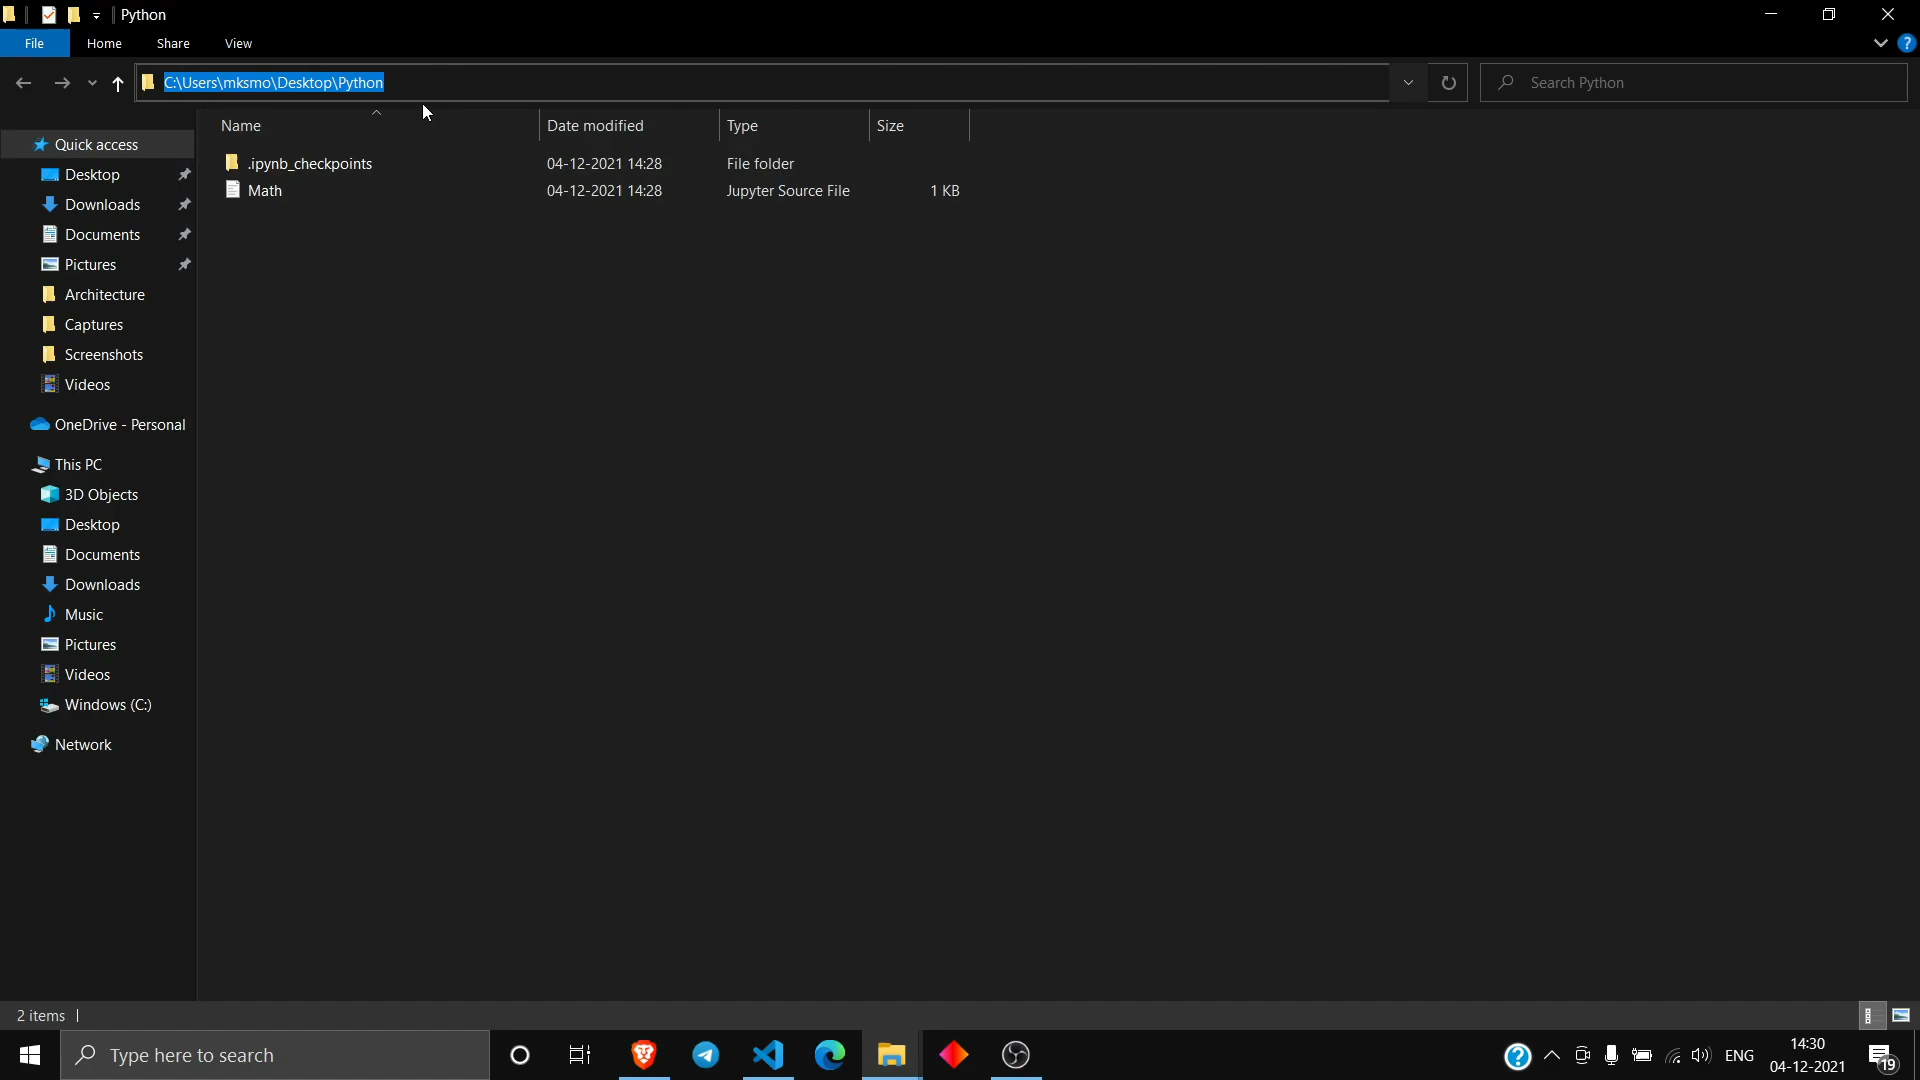 Python
File Home Share View
C:\Users\mksmo\Desktop\Python
Search Python
Name Date modified Type Size
.ipynb_checkpoints 04-12-2021 14:28 File folder
Math 04-12-2021 14:28 Jupyter Source File 1 KB
Quick access
Desktop
Downloads
Documents
Pictures
Architecture
Captures
Screenshots
Videos
OneDrive - Personal
This PC
3D Objects
Desktop
Documents
Downloads
Music
Pictures
Videos
Windows (C:)
Network
2 items
Type here to search
ENG
14:30
04-12-2021
19